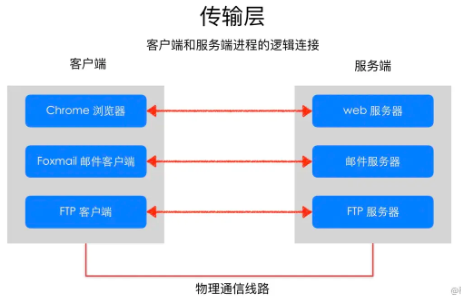 传输层
客户端和服务端进程的逻辑连接
客户端
服务端
Chrome 浏览器
web 服务器
Foxmail 邮件客户端
邮件服务器
FTP 客户端
FTP 服务器
物理通信线路